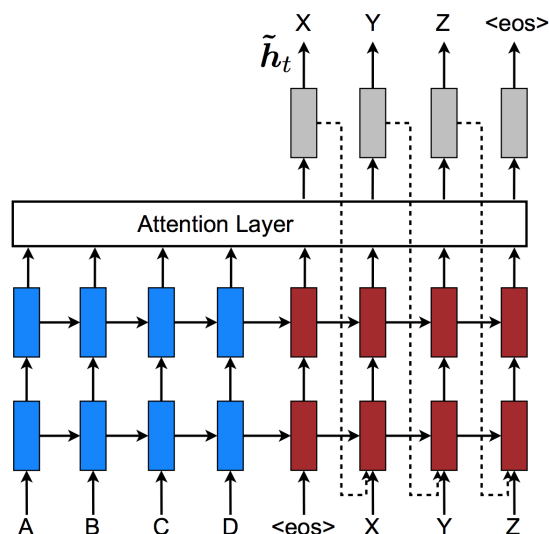 X Y Z <eos>
h̃t
Attention Layer
A B C D <eos> X Y Z